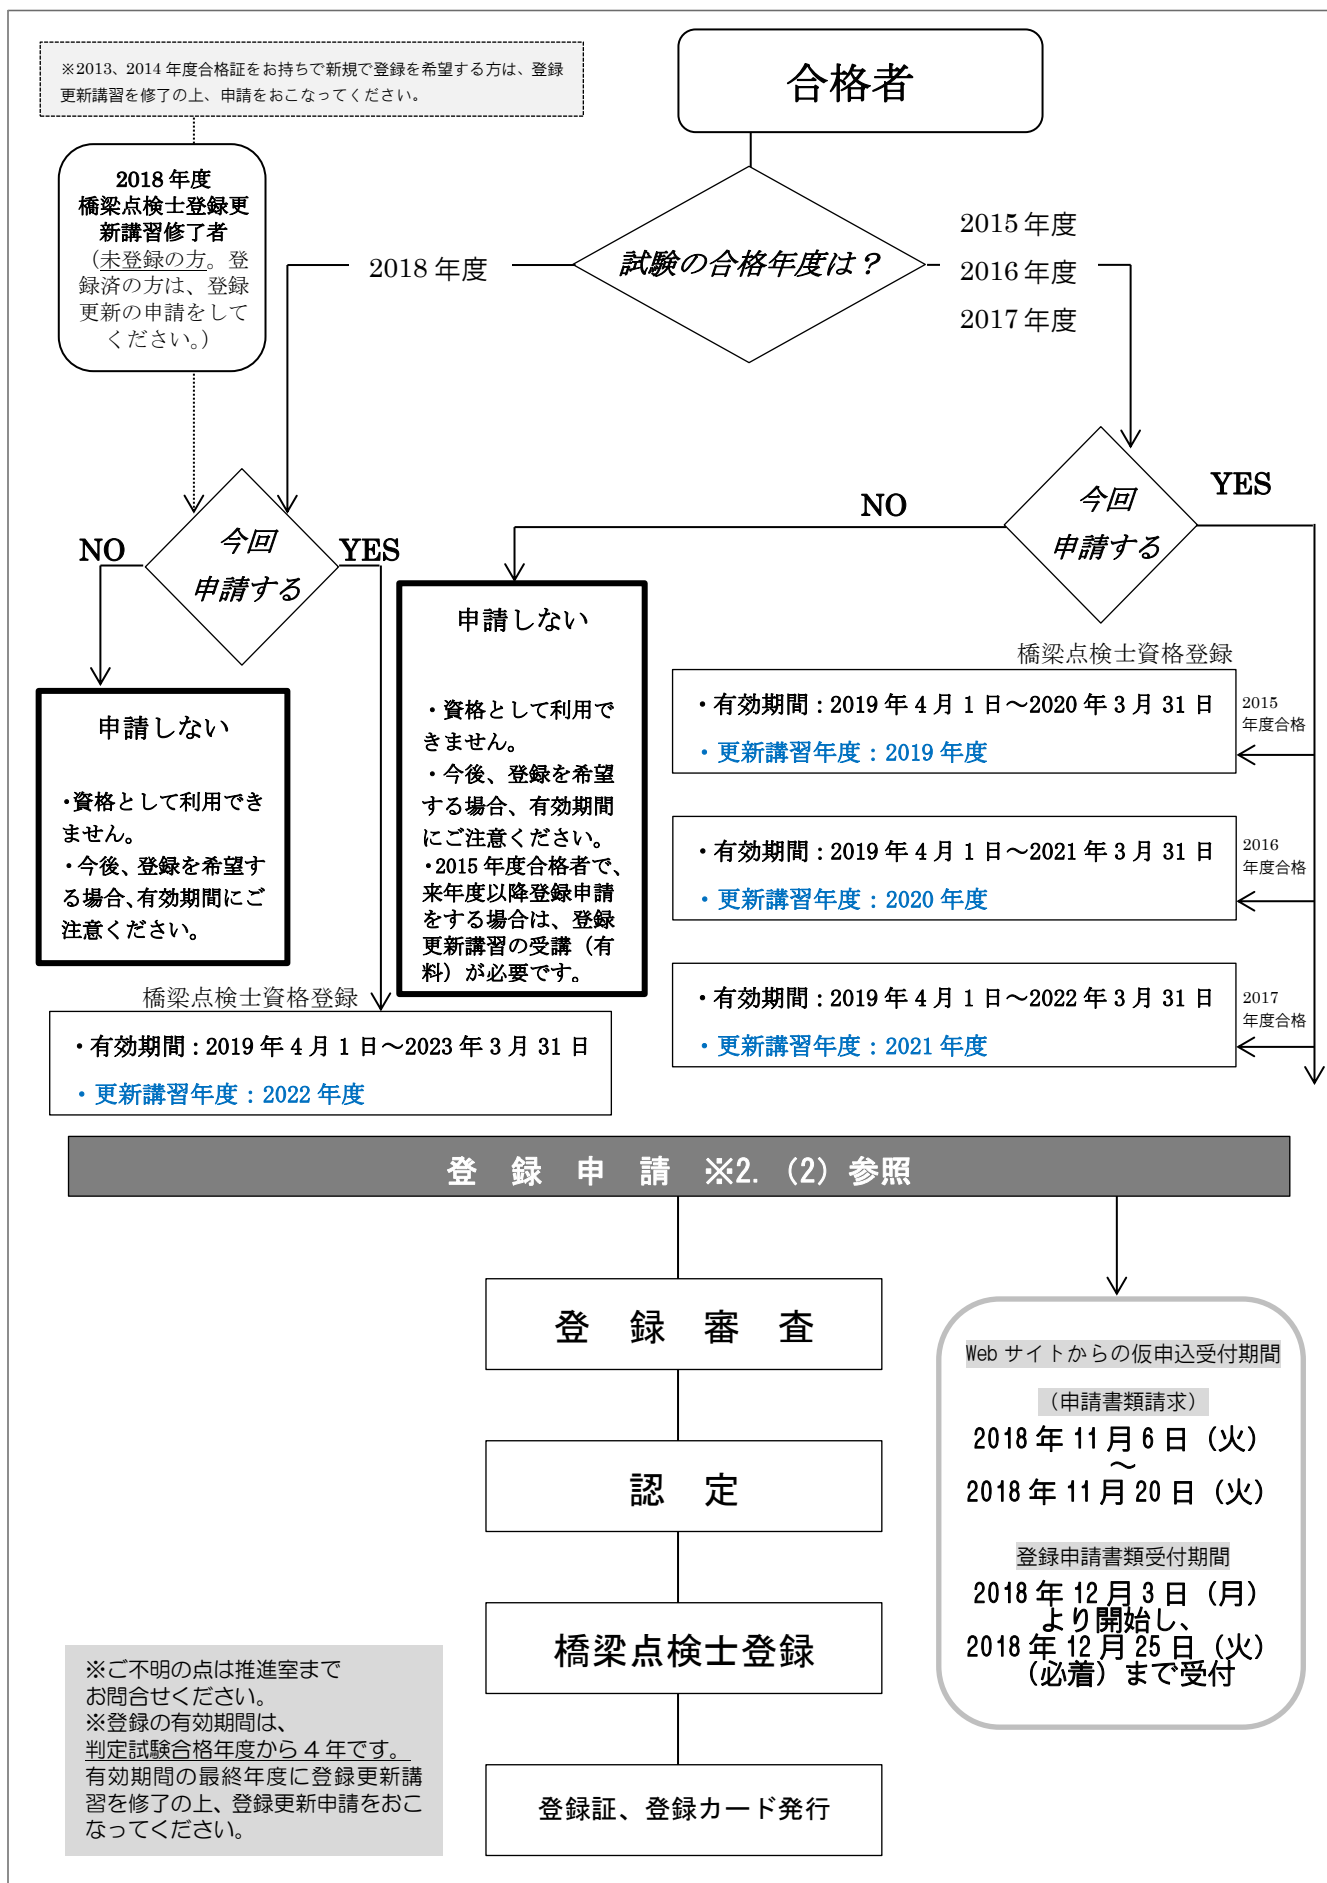 ※2013、2014 年度合格証をお持ちで新規で登録を希望する方は、登録
更新講習を修了の上、申請をおこなってください。
合格者
2018 年度
橋梁点検士登録更
新講習修了者
（未登録の方。登
録済の方は、登録
更新の申請をして
ください。）
試験の合格年度は？
2018 年度
2015 年度
2016 年度
2017 年度
今回
申請する
NO
YES
今回
申請する
NO
YES
申請しない
・資格として利用でき
ません。
・今後、登録を希望す
る場合、有効期間にご
注意ください。
申請しない
・資格として利用で
きません。
・今後、登録を希望
する場合、有効期間
にご注意ください。
・2015 年度合格者で、
来年度以降登録申請
をする場合は、登録
更新講習の受講（有
料）が必要です。
橋梁点検士資格登録
・有効期間：2019 年 4 月 1 日～2020 年 3 月 31 日
・更新講習年度：2019 年度
2015
年度合格
・有効期間：2019 年 4 月 1 日～2021 年 3 月 31 日
・更新講習年度：2020 年度
2016
年度合格
・有効期間：2019 年 4 月 1 日～2022 年 3 月 31 日
・更新講習年度：2021 年度
2017
年度合格
橋梁点検士資格登録
・有効期間：2019 年 4 月 1 日～2023 年 3 月 31 日
・更新講習年度：2022 年度
登 録 申 請 ※2.（2）参照
登 録 審 査
認 定
橋梁点検士登録
登録証、登録カード発行
Web サイトからの仮申込受付期間
（申請書類請求）
2018 年 11 月 6 日（火）
～
2018 年 11 月 20 日（火）
登録申請書類受付期間
2018 年 12 月 3 日（月）
より開始し、
2018 年 12 月 25 日（火）
（必着）まで受付
※ご不明の点は推進室まで
お問合せください。
※登録の有効期間は、
判定試験合格年度から 4 年です。
有効期間の最終年度に登録更新講
習を修了の上、登録更新申請をおこ
なってください。